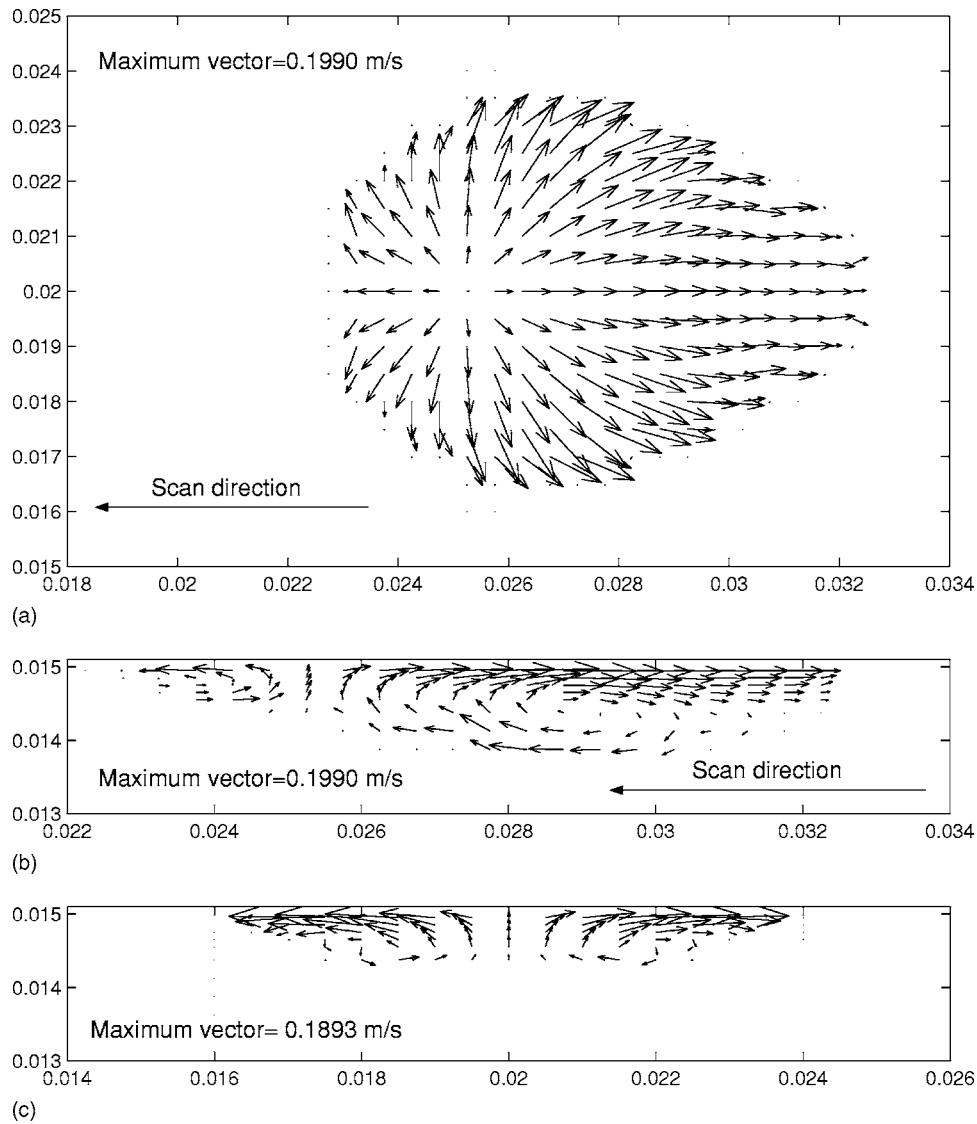 0.025
0.024
0.023
0.022
0.021
0.02
0.019
0.018
0.017
0.016
0.015
Maximum vector=0.1990 m/s
Scan direction
0.018 0.02 0.022 0.024 0.026 0.028 0.03 0.032 0.034
(a)
0.015
0.014
0.013
Maximum vector=0.1990 m/s
Scan direction
0.022 0.024 0.026 0.028 0.03 0.032 0.034
(b)
0.015
0.014
0.013
Maximum vector= 0.1893 m/s
0.014 0.016 0.018 0.02 0.022 0.024 0.026
(c)